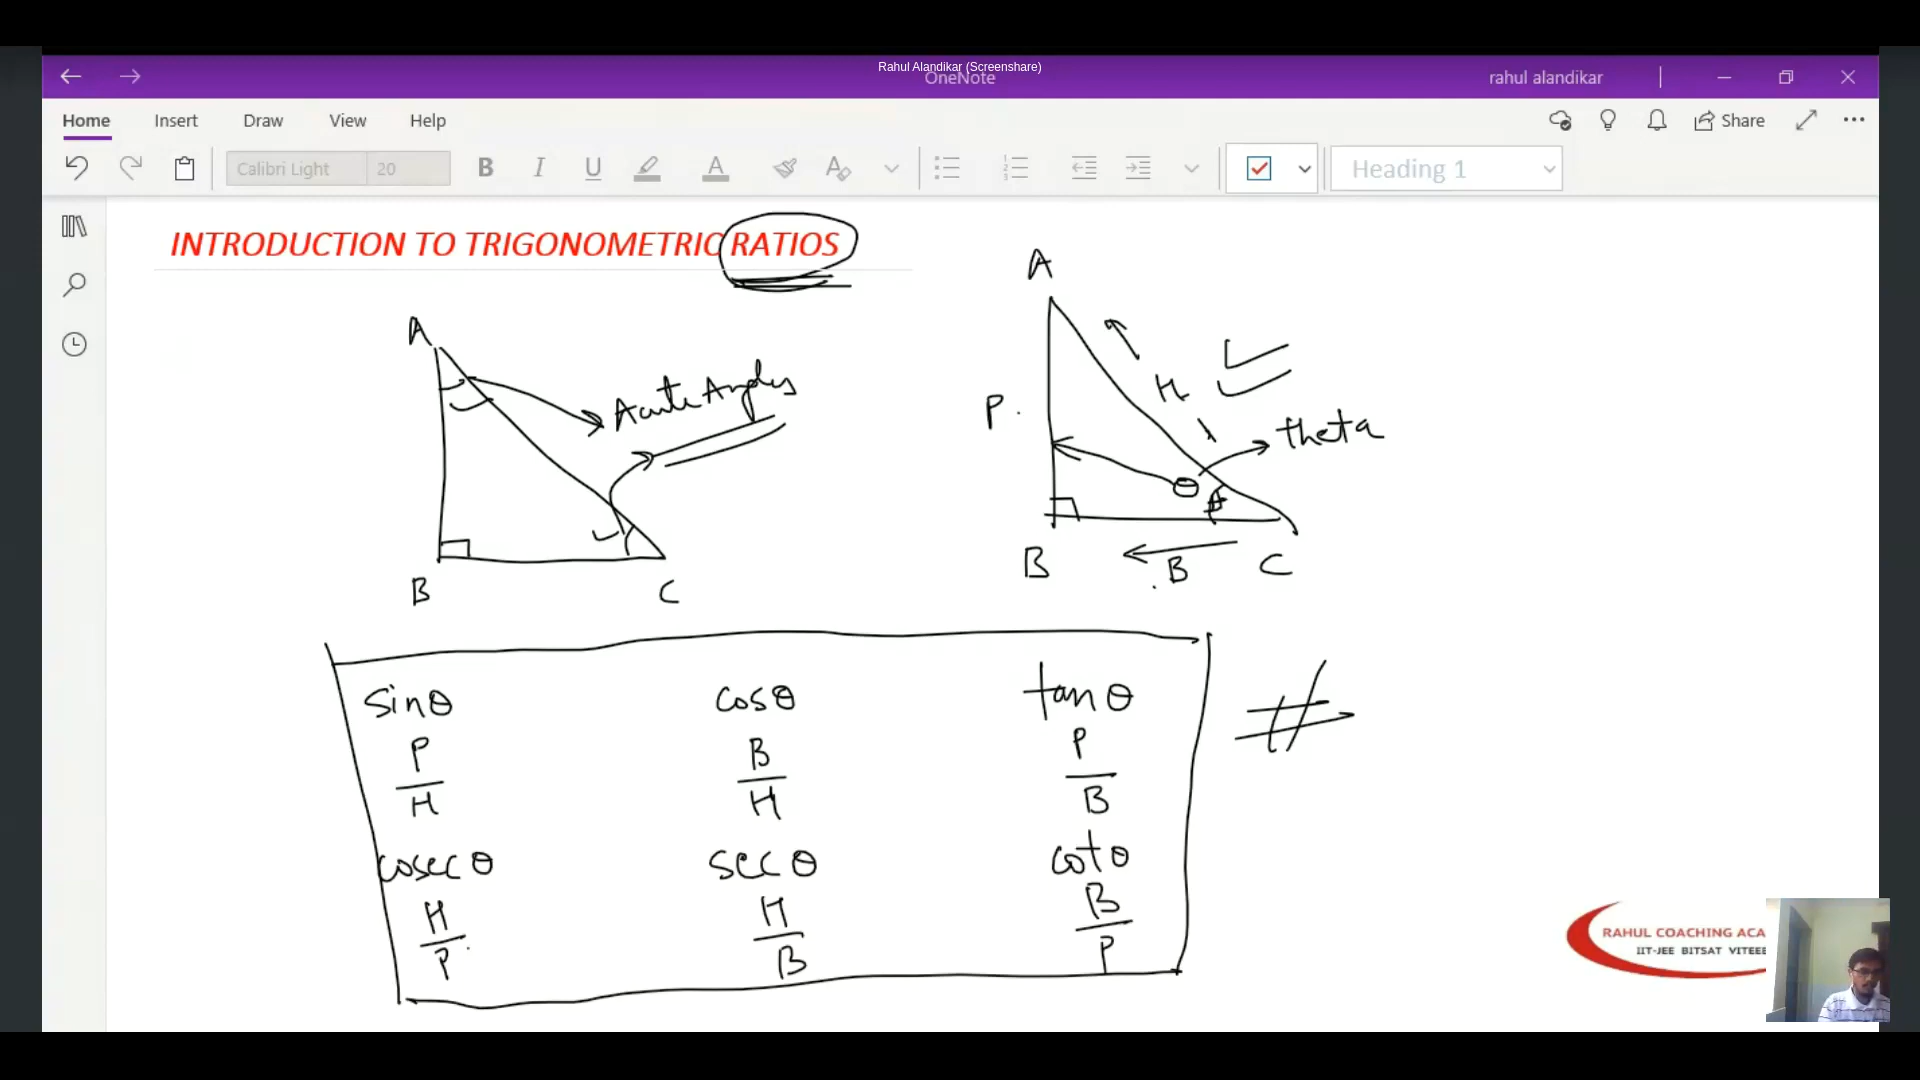 Rahul Alandikar (Screenshare)
OneNote
rahul alandikar
Home Insert Draw View Help
Share
Calibri Light 20
B I U A A
Heading 1
INTRODUCTION TO TRIGONOMETRIC RATIOS
A
Acute Angles
B C
A
P.
H
theta
θ
B C
B
sinθ cosθ tanθ
P/H B/H P/B
cosecθ secθ cotθ
H/P H/B B/P
RAHUL COACHING ACA
IIT-JEE BITSAT VITEEE